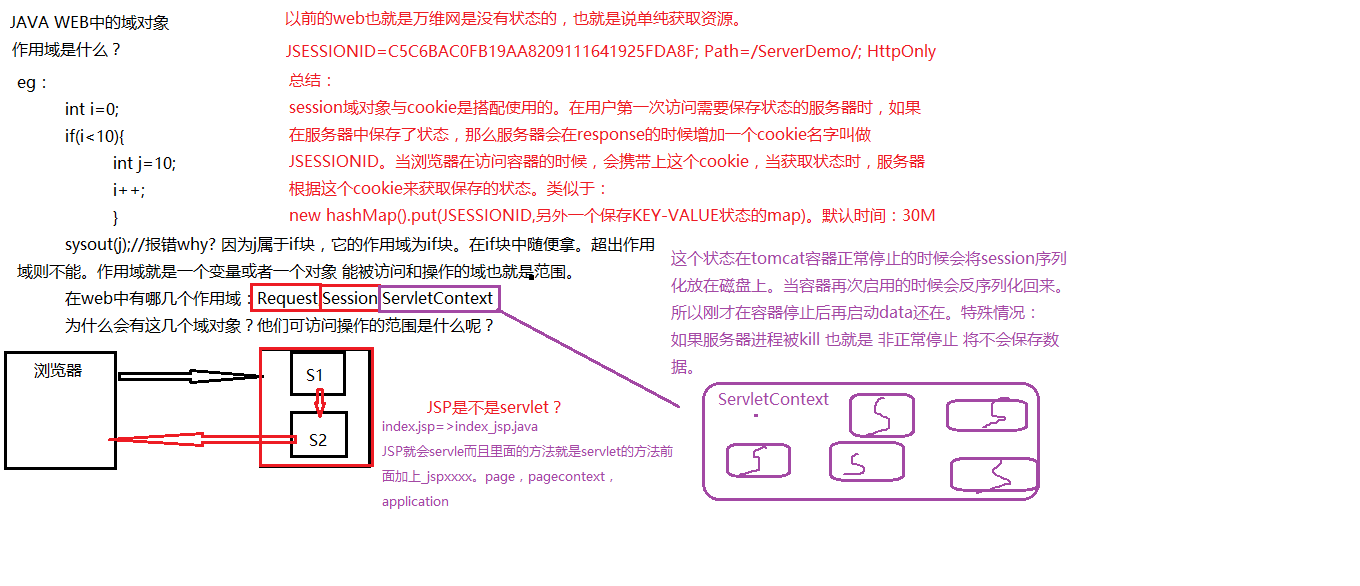 JAVA WEB中的域对象
作用域是什么？
eg：
int i=0;
if(i<10){
int j=10;
i++;
}
sysout(j);//报错why? 因为j属于if块，它的作用域为if块。在if块中随便拿。超出作用
域则不能。作用域就是一个变量或者一个对象 能被访问和操作的域也就是范围。
在web中有哪几个作用域：Request Session ServletContext
为什么会有这几个域对象？他们可访问操作的范围是什么呢？
以前的web也就是万维网是没有状态的，也就是说单纯获取资源。
JSESSIONID=C5C6BAC0FB19AA8209111641925FDA8F; Path=/ServerDemo/; HttpOnly
总结：
session域对象与cookie是搭配使用的。在用户第一次访问需要保存状态的服务器时，如果
在服务器中保存了状态，那么服务器会在response的时候增加一个cookie名字叫做
JSESSIONID。当浏览器在访问容器的时候，会携带上这个cookie，当获取状态时，服务器
根据这个cookie来获取保存的状态。类似于：
new hashMap().put(JSESSIONID,另外一个保存KEY-VALUE状态的map)。默认时间：30M
这个状态在tomcat容器正常停止的时候会将session序列
化放在磁盘上。当容器再次启用的时候会反序列化回来。
所以刚才在容器停止后再启动data还在。特殊情况：
如果服务器进程被kill 也就是 非正常停止 将不会保存数
据。
浏览器
S1
S2
JSP是不是servlet？
index.jsp=>index_jsp.java
JSP就会servle而且里面的方法就是servlet的方法前
面加上_jspxxxx。page，pagecontext，
application
ServletContext
S
S
S
S
S